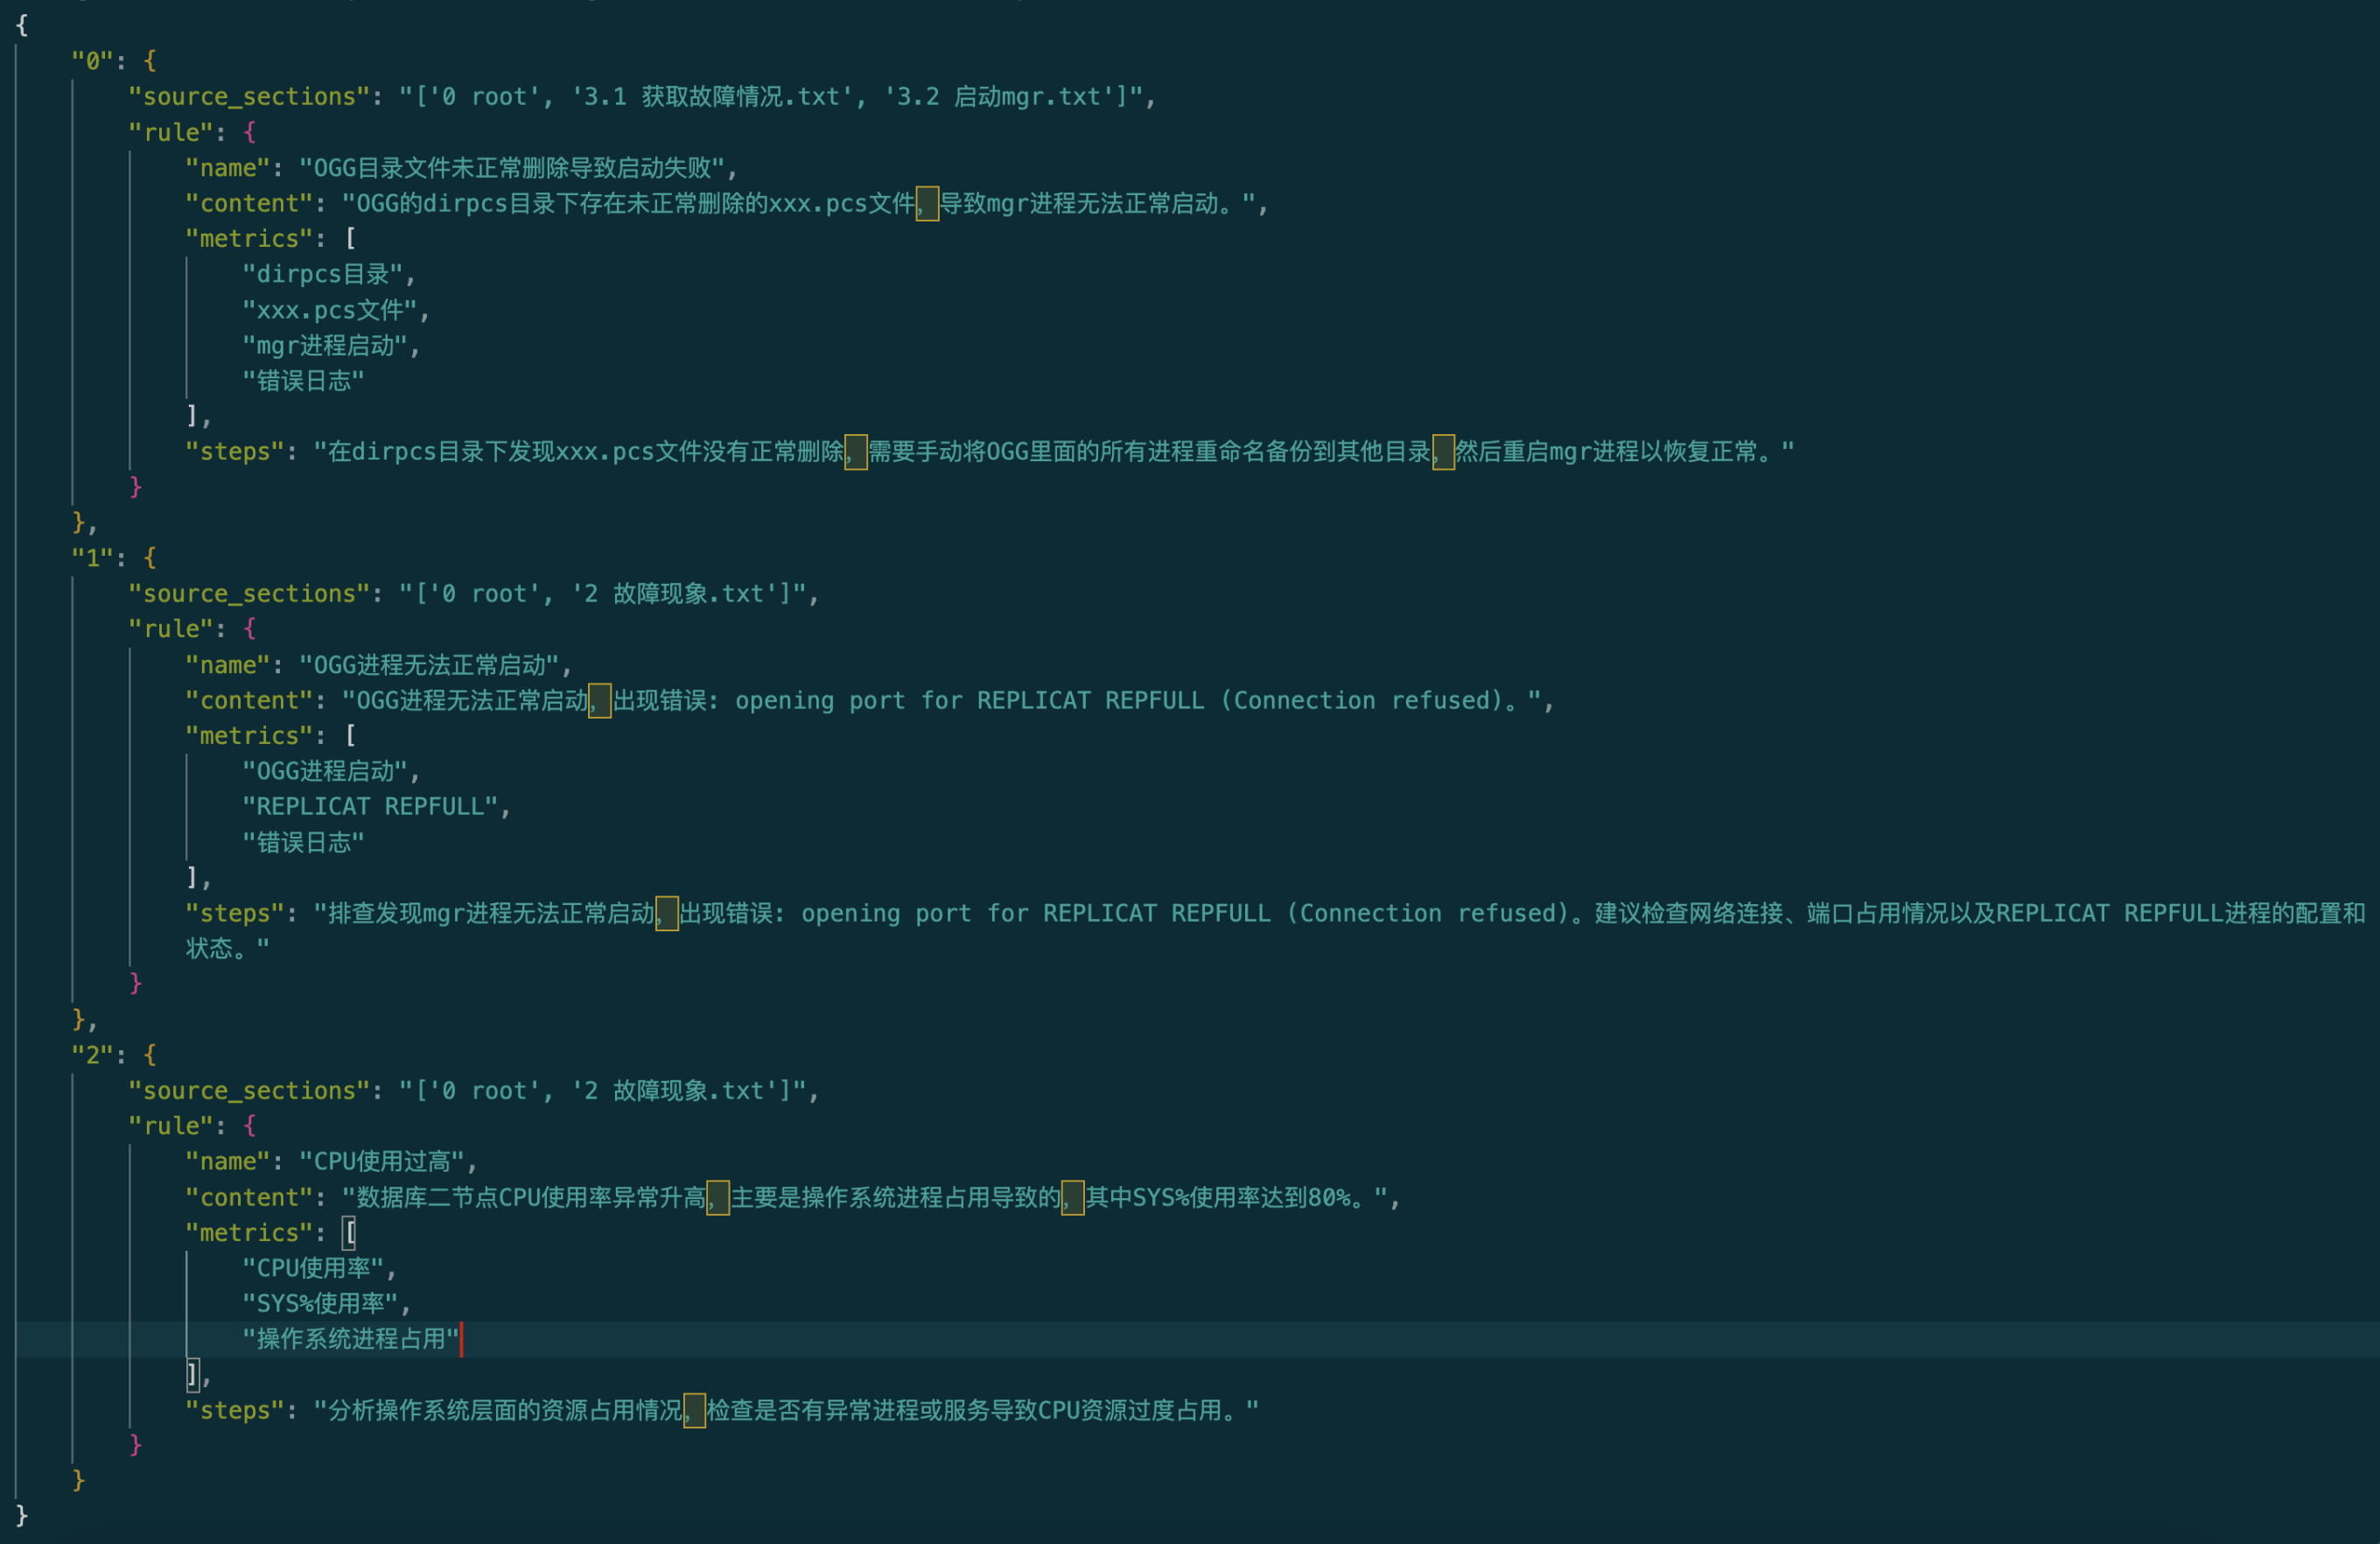 {
"0": {
"source_sections": "['0 root', '3.1 获取故障情况.txt', '3.2 启动mgr.txt']",
"rule": {
"name": "OGG目录文件未正常删除导致启动失败",
"content": "OGG的dirpcs目录下存在未正常删除的xxx.pcs文件，导致mgr进程无法正常启动。",
"metrics": [
"dirpcs目录",
"xxx.pcs文件",
"mgr进程启动",
"错误日志"
],
"steps": "在dirpcs目录下发现xxx.pcs文件没有正常删除，需要手动将OGG里面的所有进程重命名备份到其他目录，然后重启mgr进程以恢复正常。"
}
},
"1": {
"source_sections": "['0 root', '2 故障现象.txt']",
"rule": {
"name": "OGG进程无法正常启动",
"content": "OGG进程无法正常启动，出现错误: opening port for REPLICAT REPFULL (Connection refused)。",
"metrics": [
"OGG进程启动",
"REPLICAT REPFULL",
"错误日志"
],
"steps": "排查发现mgr进程无法正常启动，出现错误: opening port for REPLICAT REPFULL (Connection refused)。建议检查网络连接、端口占用情况以及REPLICAT REPFULL进程的配置和
状态。"
}
},
"2": {
"source_sections": "['0 root', '2 故障现象.txt']",
"rule": {
"name": "CPU使用过高",
"content": "数据库二节点CPU使用率异常升高，主要是操作系统进程占用导致的，其中SYS%使用率达到80%。",
"metrics": [
"CPU使用率",
"SYS%使用率",
"操作系统进程占用"
],
"steps": "分析操作系统层面的资源占用情况，检查是否有异常进程或服务导致CPU资源过度占用。"
}
}
}